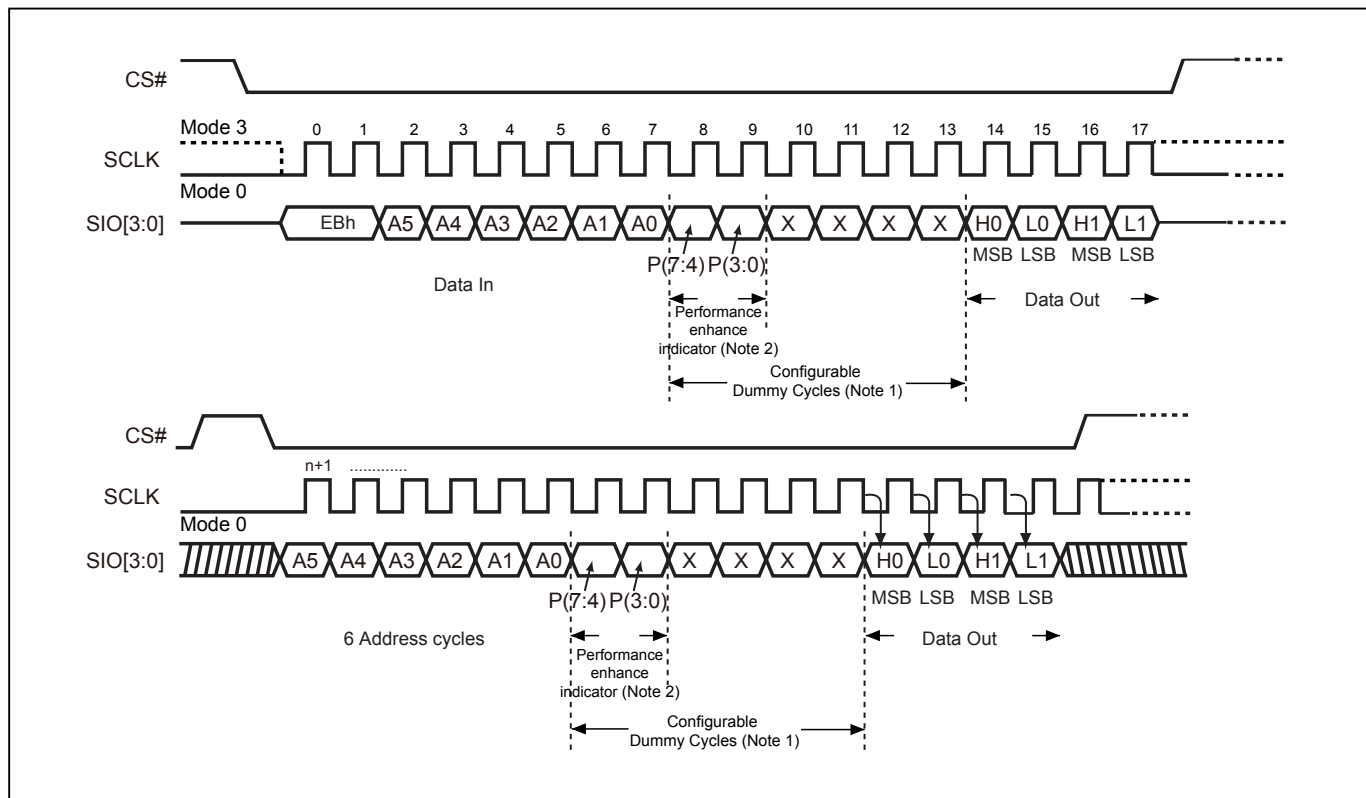 CS#
Mode 3
0 1 2 3 4 5 6 7 8 9 10 11 12 13 14 15 16 17
SCLK
Mode 0
SIO[3:0] EBh A5 A4 A3 A2 A1 A0 X X X X H0 L0 H1 L1
P(7:4) P(3:0) MSB LSB MSB LSB
Data In Data Out
Performance
enhance
indicator (Note 2)
Configurable
Dummy Cycles (Note 1)
CS#
n+1 .............
SCLK
Mode 0
SIO[3:0] A5 A4 A3 A2 A1 A0 X X X X H0 L0 H1 L1
P(7:4) P(3:0) MSB LSB MSB LSB
6 Address cycles Data Out
Performance
enhance
indicator (Note 2)
Configurable
Dummy Cycles (Note 1)